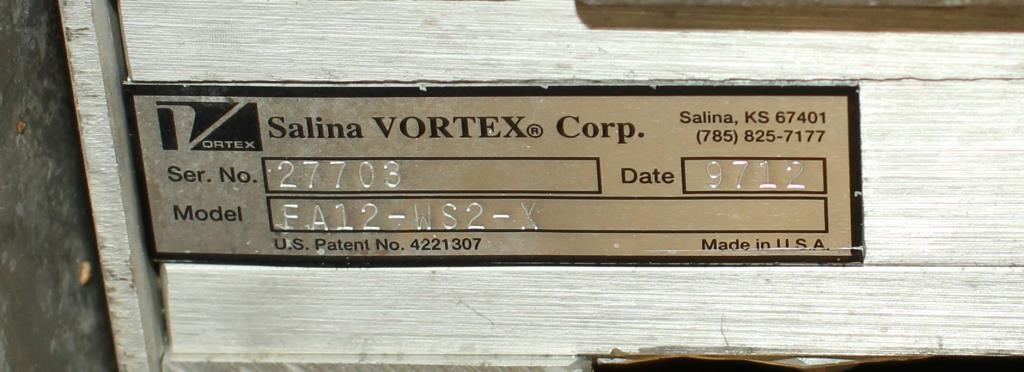 VORTEX
Salina VORTEX® Corp.
Salina, KS 67401
(785) 825-7177
Ser. No. 27703
Date 9712
Model FA12-WS2-X
U.S. Patent No. 4221307
Made in U.S.A.